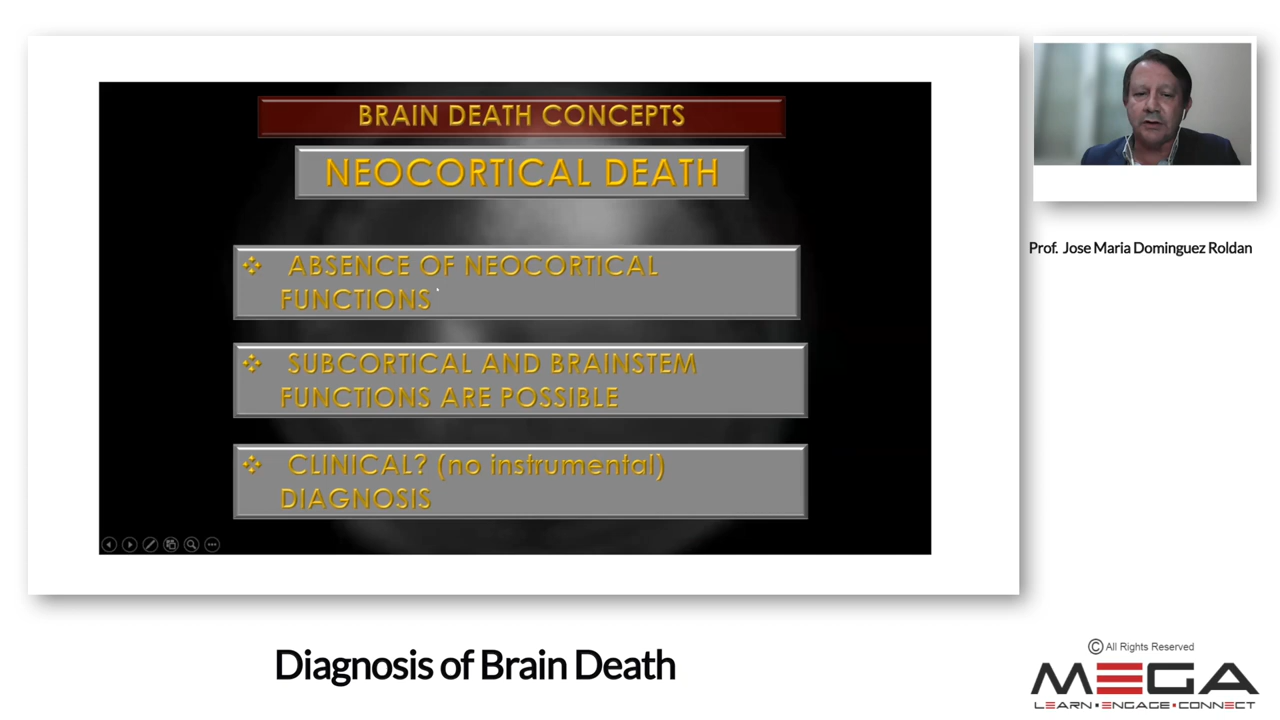 BRAIN DEATH CONCEPTS
NEOCORTICAL DEATH
ABSENCE OF NEOCORTICAL
FUNCTIONS
SUBCORTICAL AND BRAINSTEM
FUNCTIONS ARE POSSIBLE
CLINICAL? (no instrumental)
DIAGNOSIS
Prof. Jose Maria Dominguez Roldan
Diagnosis of Brain Death
© All Rights Reserved
MEGA
LEARN • ENGAGE • CONNECT